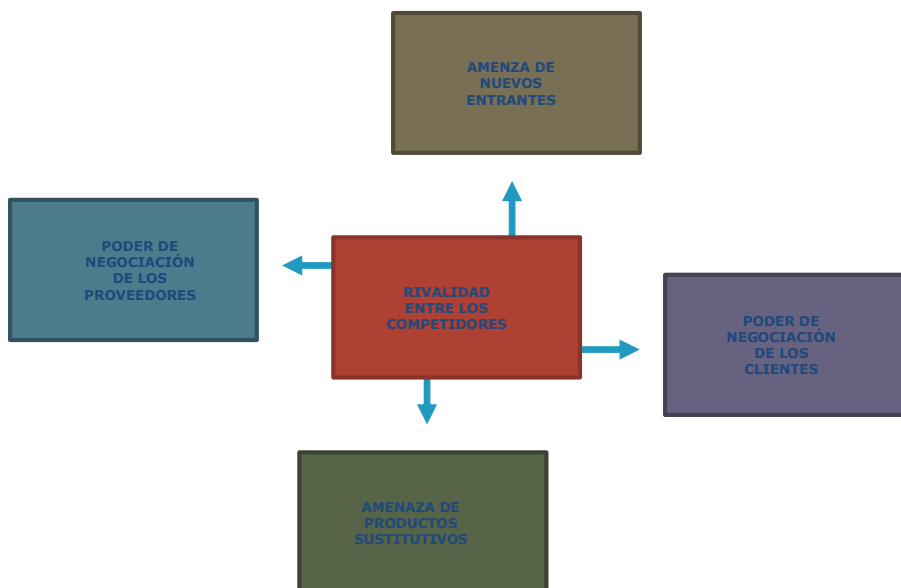 AMENZA DE
NUEVOS
ENTRANTES
PODER DE
NEGOCIACIÓN
DE LOS
PROVEEDORES
RIVALIDAD
ENTRE LOS
COMPETIDORES
PODER DE
NEGOCIACIÓN
DE LOS
CLIENTES
AMENAZA DE
PRODUCTOS
SUSTITUTIVOS